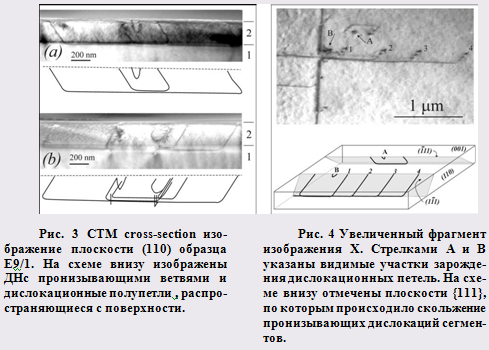 (a)
200 nm
2
1
(b)
200 nm
2
1
Рис. 3 СТМ cross-section изо-
бражение плоскости (110) образца
E9/1. На схеме внизу изображены
ДНс пронизывающими ветвями и
дислокационные полупетли, распро-
страняющиеся с поверхности.
B
A
1
2
3
4
1 μm
A
B
1
2
3
4
(001)
(110)
Рис. 4 Увеличенный фрагмент
изображения X. Стрелками A и B
указаны видимые участки зарожде-
ния дислокационных петель. На схе-
ме внизу отмечены плоскости {111},
по которым происходило скольжение
пронизывающих дислокаций сегмен-
тов.